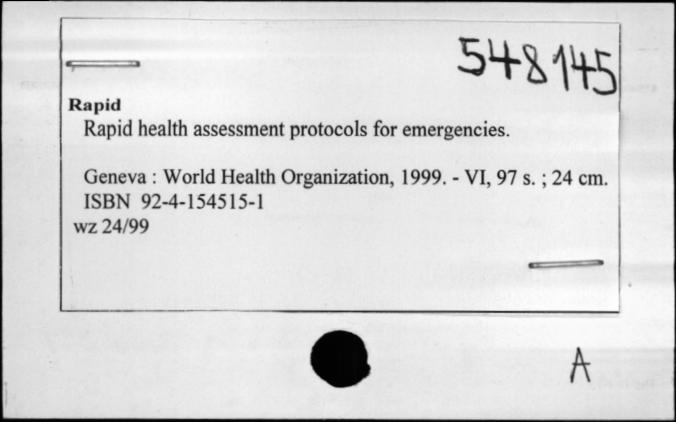 548145
Rapid
Rapid health assessment protocols for emergencies.
Geneva : World Health Organization, 1999. - VI, 97 s. ; 24 cm.
ISBN 92-4-154515-1
wz 24/99
A